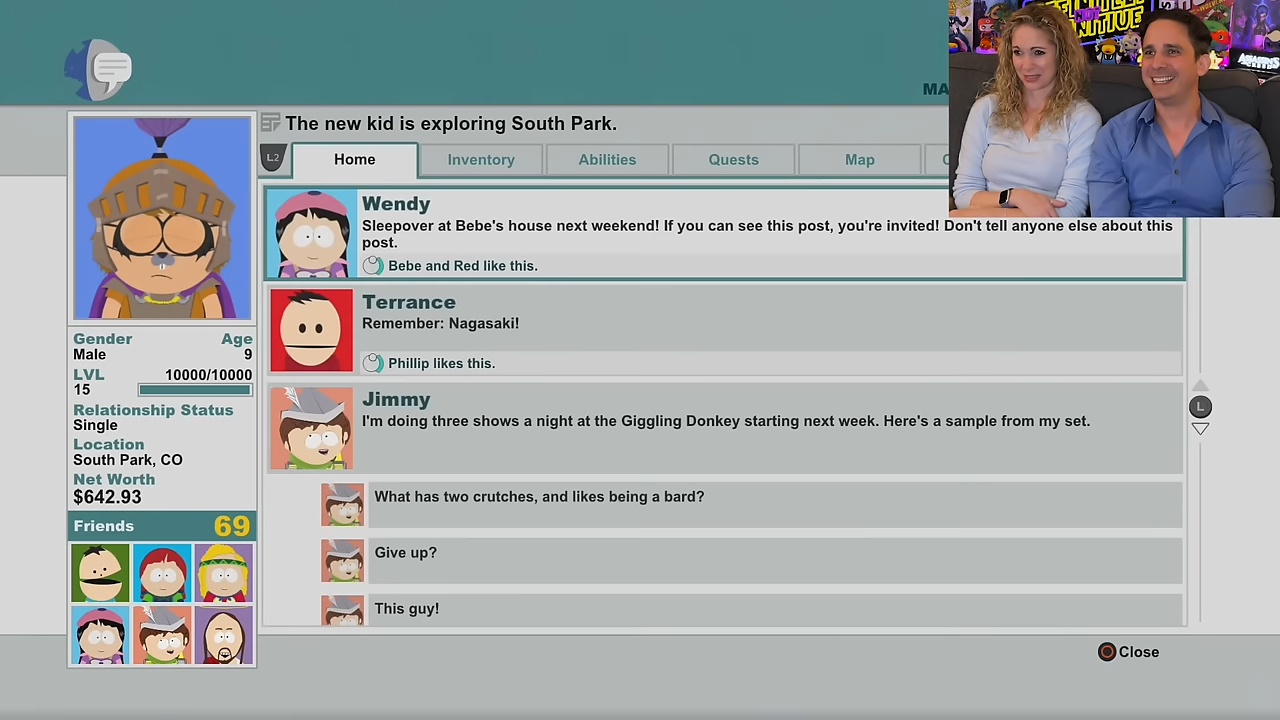 The new kid is exploring South Park.
MA
L2
Home
Inventory
Abilities
Quests
Map
C
Wendy
Sleepover at Bebe's house next weekend! If you can see this post, you're invited! Don't tell anyone else about this
post.
Bebe and Red like this.
Terrance
Remember: Nagasaki!
Phillip likes this.
Jimmy
I'm doing three shows a night at the Giggling Donkey starting next week. Here's a sample from my set.
What has two crutches, and likes being a bard?
Give up?
This guy!
Gender
Age
Male
9
LVL
10000/10000
15
Relationship Status
Single
Location
South Park, CO
Net Worth
$642.93
Friends
69
L
Close